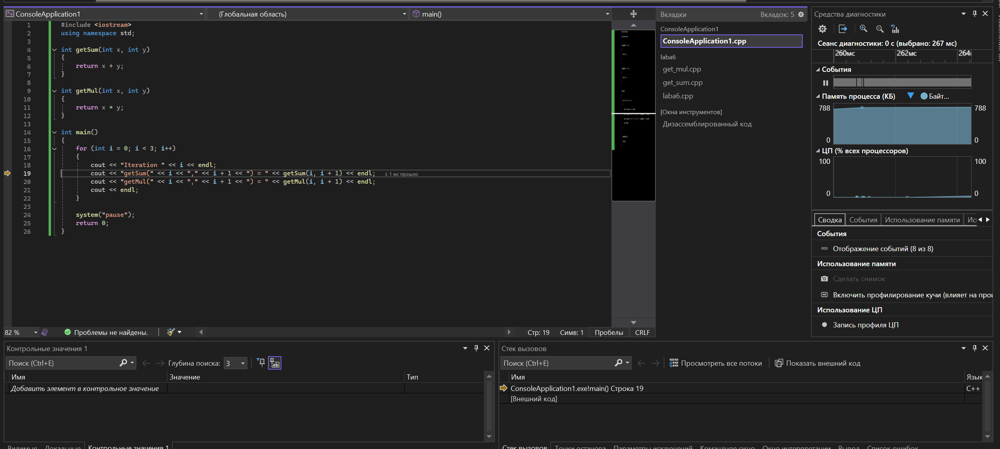 ConsoleApplication1
(Глобальная область)
main()
1 #include <iostream>
2 using namespace std;
3
4 int getSum(int x, int y)
5 {
6 return x + y;
7 }
8
9 int getMul(int x, int y)
10 {
11 return x * y;
12 }
13
14 int main()
15 {
16 for (int i = 0; i < 3; i++)
17 {
18 cout << "Iteration " << i << endl;
19 cout << "getSum(" << i << "," << i + 1 << ") = " << getSum(i, i + 1) << endl; ≤ 1 мс прошло
20 cout << "getMul(" << i << "," << i + 1 << ") = " << getMul(i, i + 1) << endl;
21 cout << endl;
22 }
23
24 system("pause");
25 return 0;
26 }
82 %
Проблемы не найдены.
Стр: 19
Симв: 1
Пробелы
CRLF
Вкладки
Вкладок: 5
ConsoleApplication1
ConsoleApplication1.cpp
laba6
get_mul.cpp
get_sum.cpp
laba6.cpp
[Окна инструментов]
Дизассемблированный код
Средства диагностики
Сеанс диагностики: 0 с (выбрано: 267 мс)
260мс 262мс 264
События
Память процесса (КБ) Байт...
788 788
0 0
ЦП (% всех процессоров)
100 100
0 0
Сводка События Использование памяти Ис
События
Отображение событий (8 из 8)
Использование памяти
Сделать снимок
Включить профилирование кучи (влияет на прои
Использование ЦП
Запись профиля ЦП
Контрольные значения 1
Поиск (Ctrl+E)
Глубина поиска: 3
Имя Значение Тип
Добавить элемент в контрольное значение
Видимые Локальные Контрольные значения 1
Стек вызовов
Поиск (Ctrl+E)
Просмотреть все потоки
Показать внешний код
Имя Язык
ConsoleApplication1.exe!main() Строка 19 C++
[Внешний код]
Стек вызовов Точки останова Параметры исключений Командное окно Окно интерпретации Вывод Список ошибок